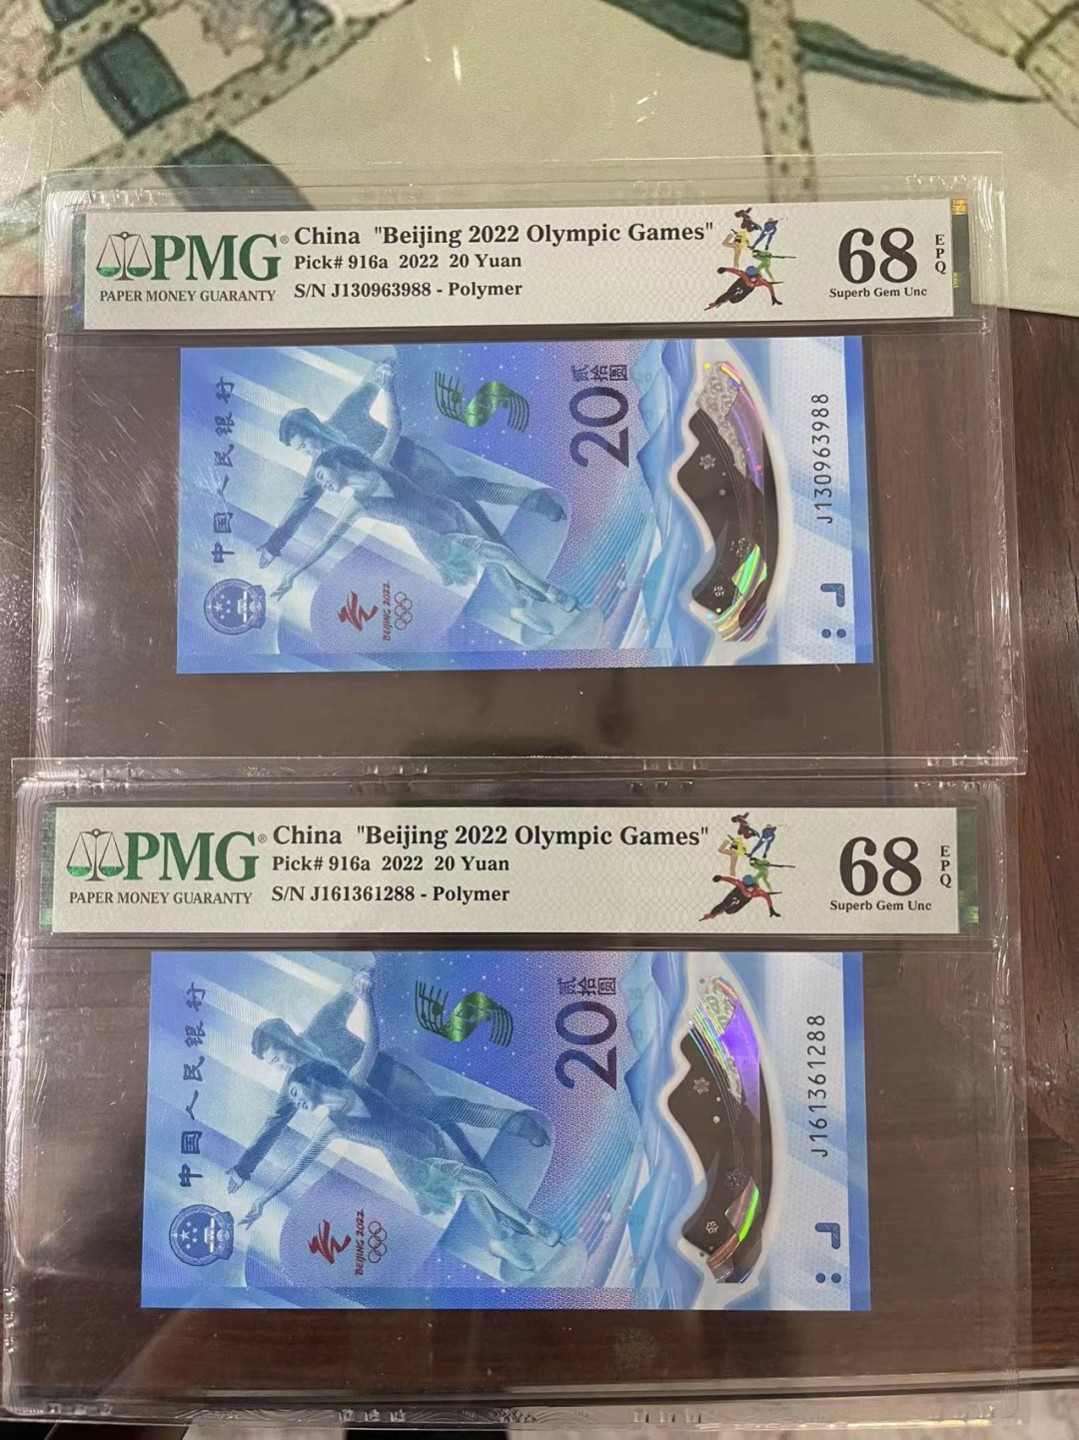 PMG®
PAPER MONEY GUARANTY
China "Beijing 2022 Olympic Games"
Pick# 916a 2022 20 Yuan
S/N J130963988 - Polymer
68
EPQ
Superb Gem Unc
中国人民银行
20
贰拾圆
BEIJING 2022
J130963988
PMG®
PAPER MONEY GUARANTY
China "Beijing 2022 Olympic Games"
Pick# 916a 2022 20 Yuan
S/N J161361288 - Polymer
68
EPQ
Superb Gem Unc
中国人民银行
20
贰拾圆
BEIJING 2022
J161361288